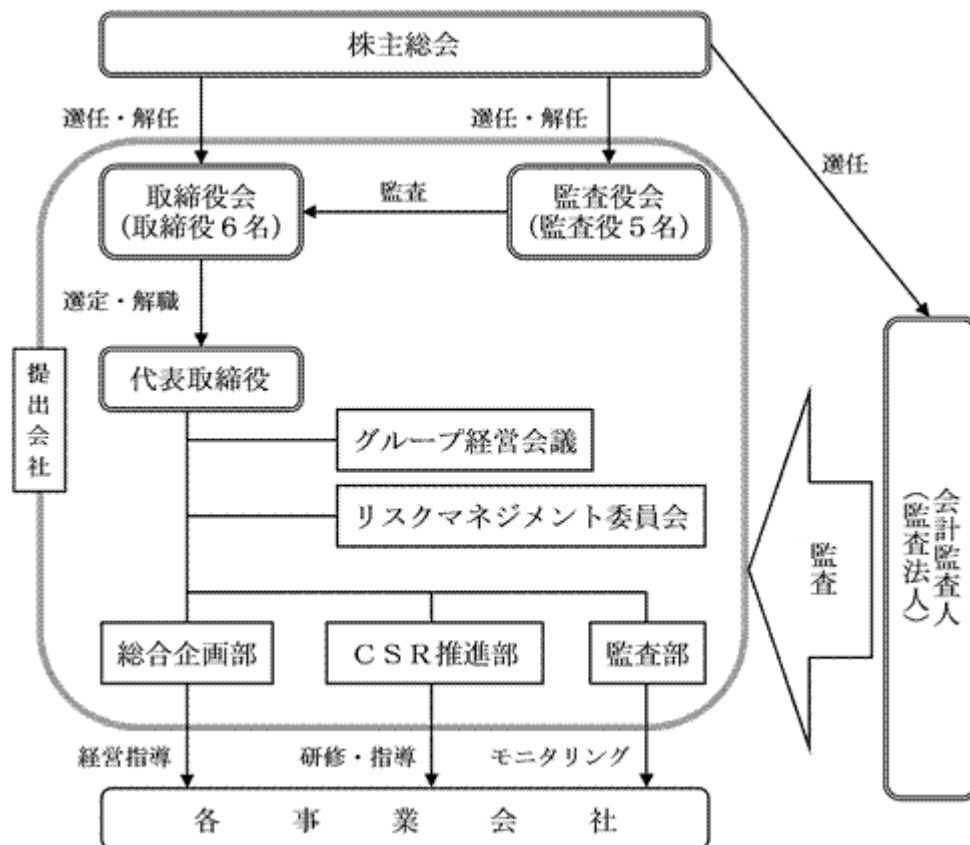 株主総会
選任・解任
選任・解任
選任
取締役会
(取締役6名)
監査
監査役会
(監査役5名)
選定・解職
提出会社
代表取締役
グループ経営会議
リスクマネジメント委員会
監査
会計監査人
(監査法人)
総合企画部
CSR推進部
監査部
経営指導
研修・指導
モニタリング
各事業会社